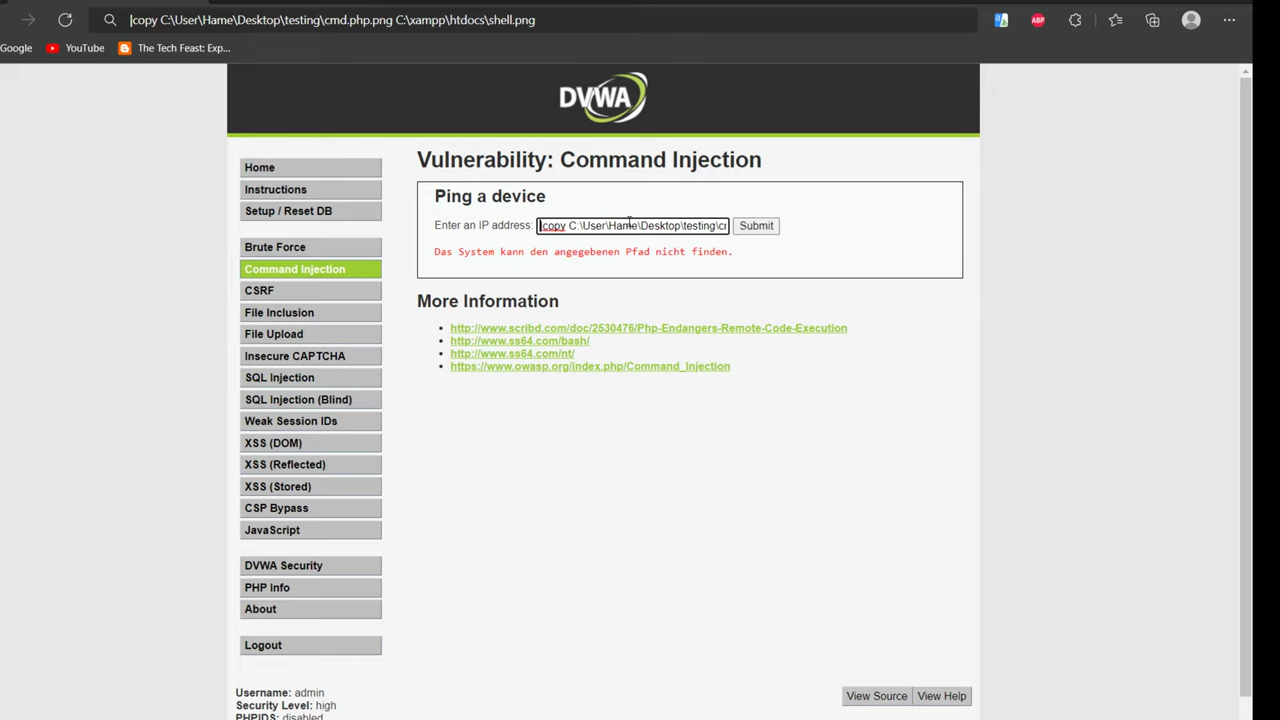 |copy C:\User\Hame\Desktop\testing\cmd.php.png C:\xampp\htdocs\shell.png
ABP
Google
YouTube
The Tech Feast: Exp...
DVWA
Home
Instructions
Setup / Reset DB
Brute Force
Command Injection
CSRF
File Inclusion
File Upload
Insecure CAPTCHA
SQL Injection
SQL Injection (Blind)
Weak Session IDs
XSS (DOM)
XSS (Reflected)
XSS (Stored)
CSP Bypass
JavaScript
DVWA Security
PHP Info
About
Logout
Vulnerability: Command Injection
Ping a device
Enter an IP address: |copy C:\User\Hame\Desktop\testing\cr Submit
Das System kann den angegebenen Pfad nicht finden.
More Information
http://www.scribd.com/doc/2530476/Php-Endangers-Remote-Code-Execution
http://www.ss64.com/bash/
http://www.ss64.com/nt/
https://www.owasp.org/index.php/Command_Injection
Username: admin
Security Level: high
PHPIDS: disabled
View Source
View Help